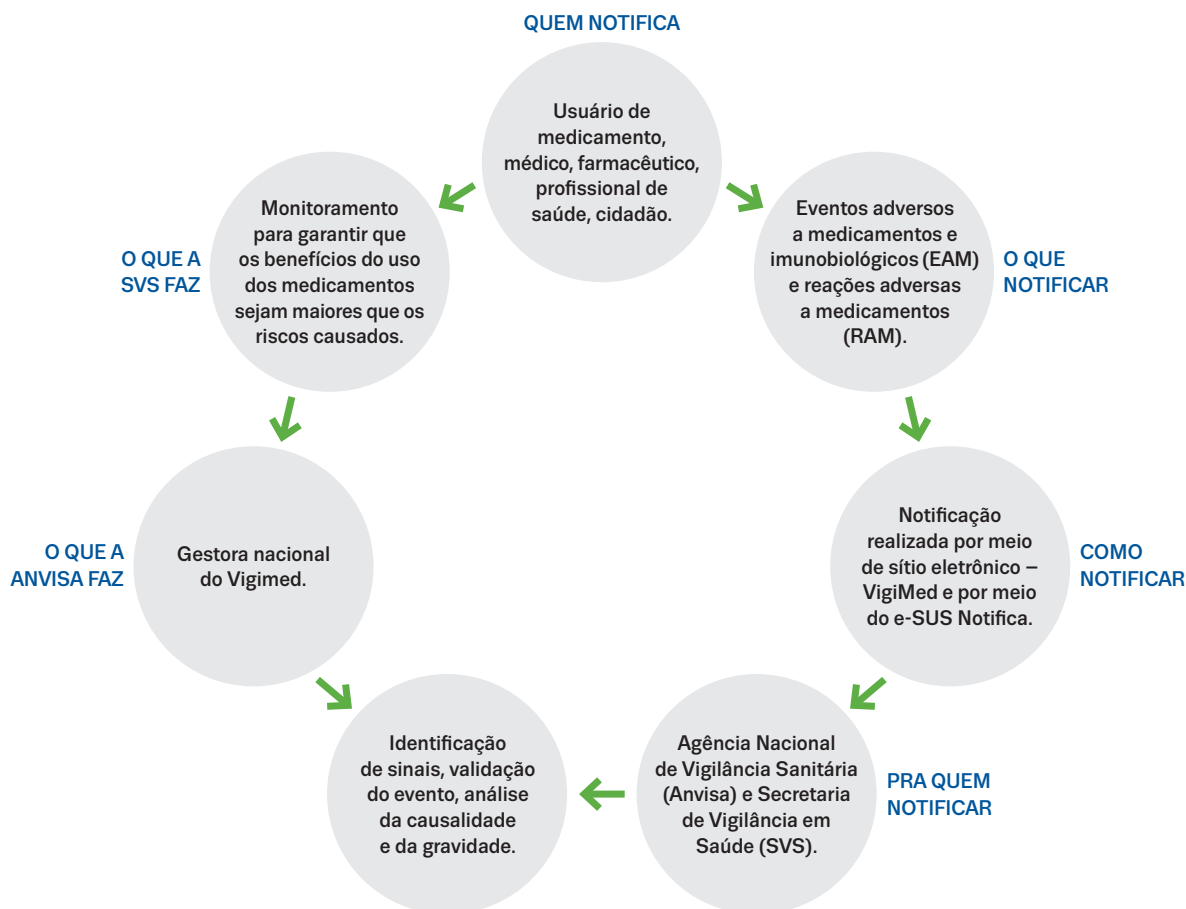 QUEM NOTIFICA
Usuário de
medicamento,
médico, farmacêutico,
profissional de
saúde, cidadão.
Eventos adversos
a medicamentos e
imunobiológicos (EAM)
e reações adversas
a medicamentos
(RAM).
O QUE
NOTIFICAR
Notificação
realizada por meio
de sítio eletrônico –
VigiMed e por meio
do e-SUS Notifica.
COMO
NOTIFICAR
Agência Nacional
de Vigilância Sanitária
(Anvisa) e Secretaria
de Vigilância em
Saúde (SVS).
PRA QUEM
NOTIFICAR
Identificação
de sinais, validação
do evento, análise
da causalidade
e da gravidade.
O QUE A
ANVISA FAZ
Gestora nacional
do Vigimed.
O QUE A
SVS FAZ
Monitoramento
para garantir que
os benefícios do uso
dos medicamentos
sejam maiores que os
riscos causados.